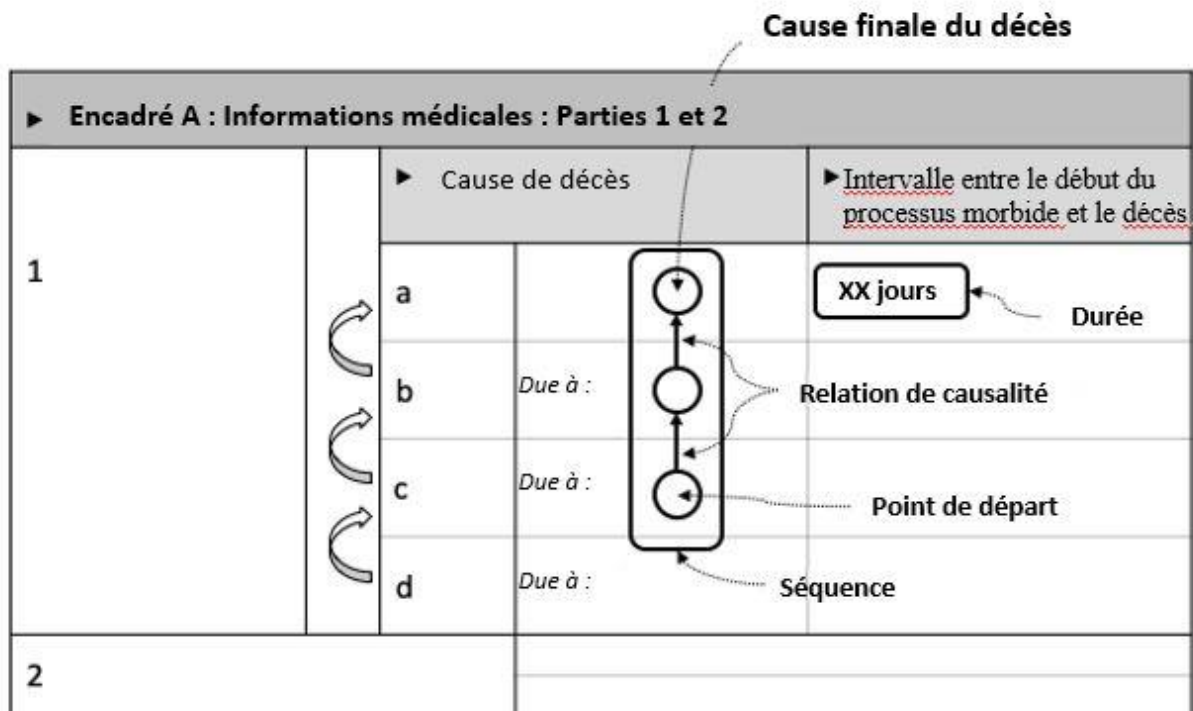 Cause finale du décès
► Encadré A : Informations médicales : Parties 1 et 2
► Cause de décès
►Intervalle entre le début du
processus morbide et le décès
1
a
XX jours
Durée
b
Due à :
Relation de causalité
c
Due à :
Point de départ
d
Due à :
Séquence
2